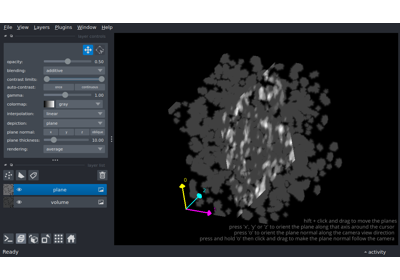 File View Layers Plugins Window Help
layer controls
opacity: 0.50
blending: additive
contrast limits:
auto-contrast: once continuous
gamma: 1.00
colormap: gray
interpolation: linear
depiction: plane
plane normal: x y z oblique
plane thickness: 10.00
rendering: average
layer list
plane
volume
hift + click and drag to move the planes
press 'x', 'y' or 'z' to orient the plane along that axis around the cursor
press 'o' to orient the plane normal along the camera view direction
press and hold 'o' then click and drag to make the plane normal follow the camera
Ready
activity